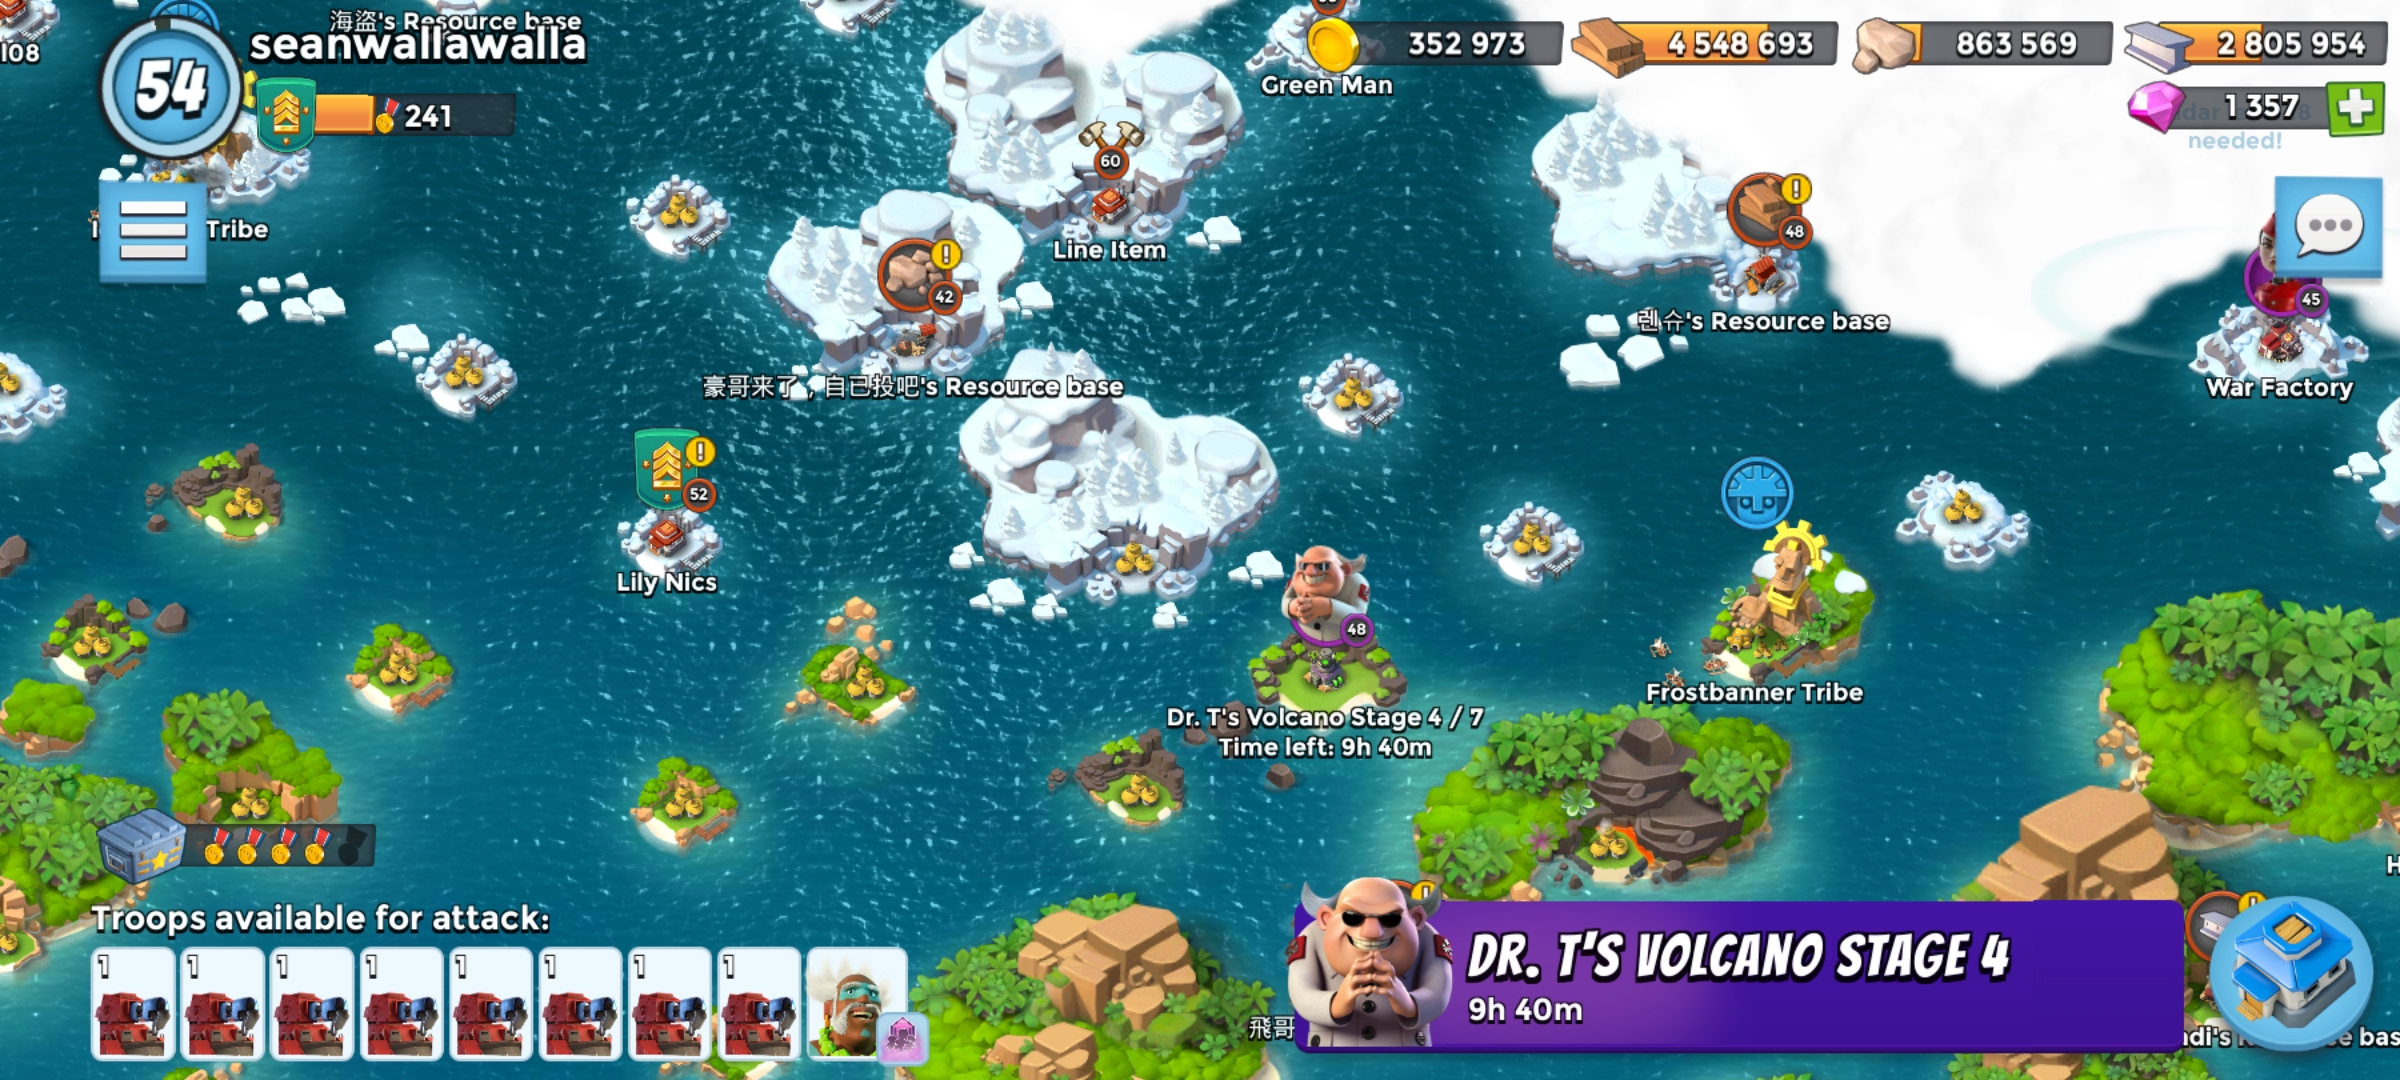 海盜's Resource base
seanwallawalla
54
241
108
352 973
4 548 693
863 569
2 805 954
1 357
needed!
Green Man
60
Line Item
Tribe
42
豪哥来了，自已投吧's Resource base
48
렌슈's Resource base
45
War Factory
52
Lily Nics
48
Dr. T's Volcano Stage 4 / 7
Time left: 9h 40m
Frostbanner Tribe
Troops available for attack:
1 1 1 1 1 1 1 1
DR. T'S VOLCANO STAGE 4
9h 40m
飛哥